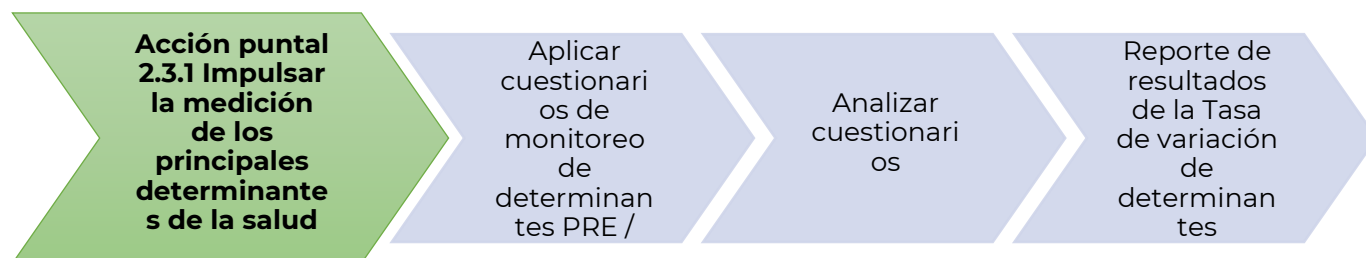 Acción puntal
2.3.1 Impulsar
la medición
de los
principales
determinante
s de la salud
Aplicar
cuestionari
os de
monitoreo
de
determinan
tes PRE /
Analizar
cuestionari
os
Reporte de
resultados
de la Tasa
de variación
de
determinan
tes